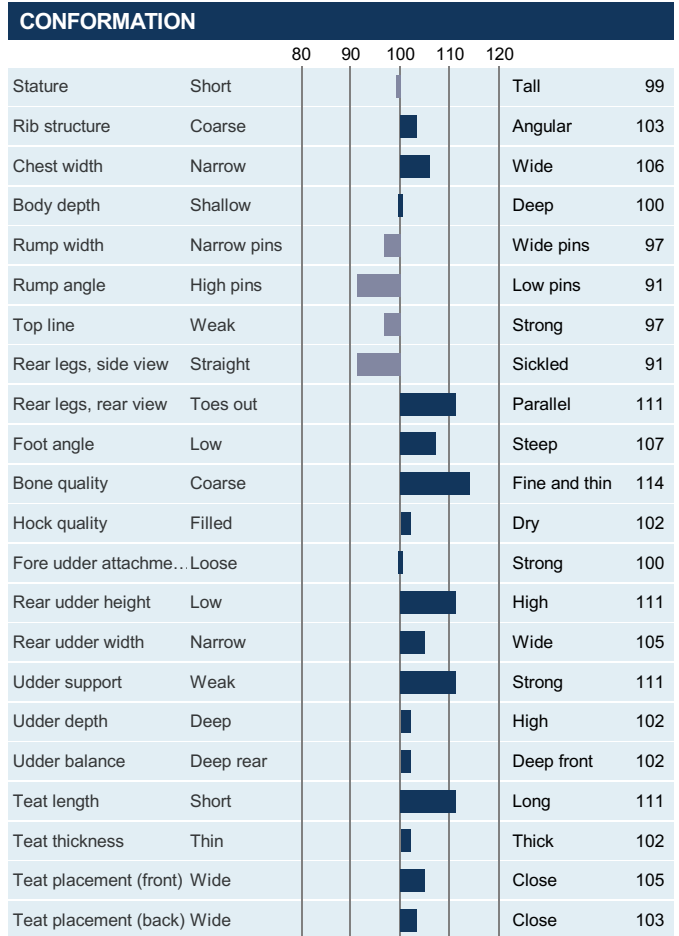 CONFORMATION
80 90 100 110 120
Stature Short Tall 99
Rib structure Coarse Angular 103
Chest width Narrow Wide 106
Body depth Shallow Deep 100
Rump width Narrow pins Wide pins 97
Rump angle High pins Low pins 91
Top line Weak Strong 97
Rear legs, side view Straight Sickled 91
Rear legs, rear view Toes out Parallel 111
Foot angle Low Steep 107
Bone quality Coarse Fine and thin 114
Hock quality Filled Dry 102
Fore udder attachme... Loose Strong 100
Rear udder height Low High 111
Rear udder width Narrow Wide 105
Udder support Weak Strong 111
Udder depth Deep High 102
Udder balance Deep rear Deep front 102
Teat length Short Long 111
Teat thickness Thin Thick 102
Teat placement (front) Wide Close 105
Teat placement (back) Wide Close 103